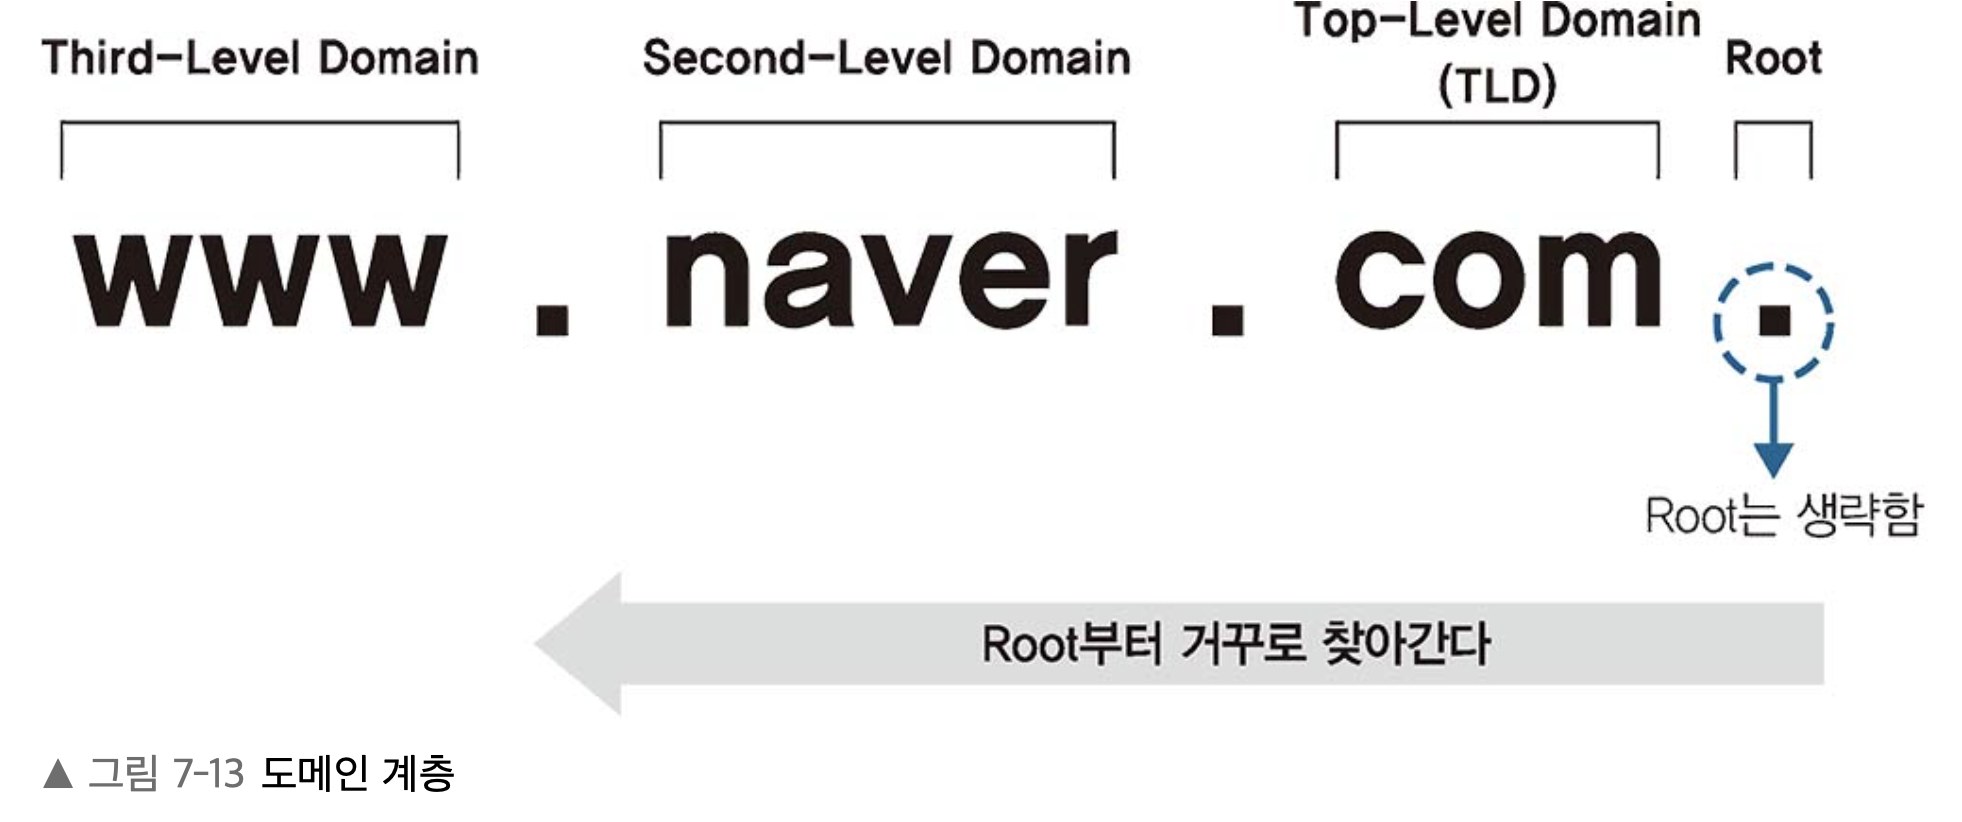 Third-Level Domain
Second-Level Domain
Top-Level Domain
(TLD)
Root
www . naver . com .
Root는 생략함
Root부터 거꾸로 찾아간다
▲ 그림 7-13 도메인 계층